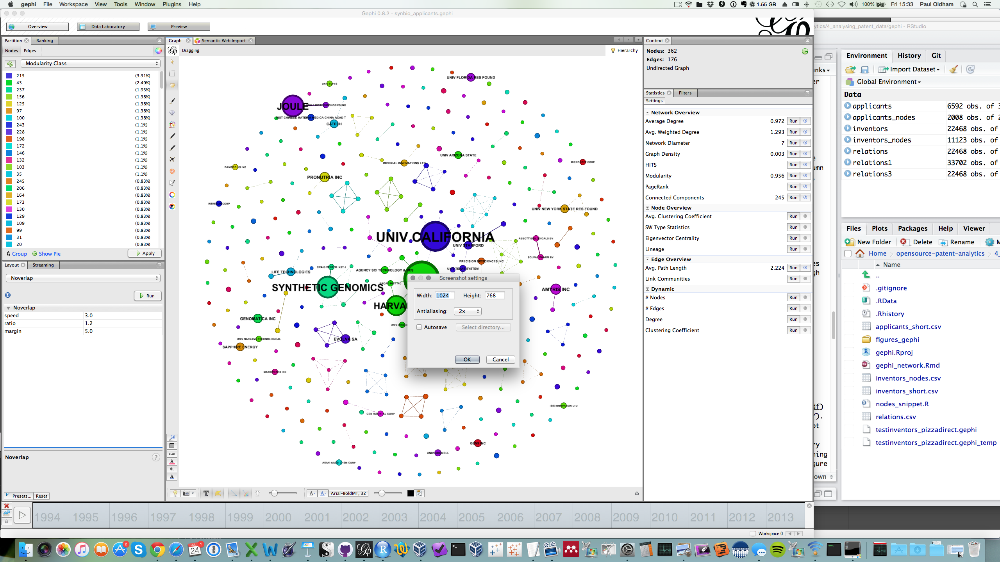 gephi File Workspace View Tools Window Plugins Help
1.55 GB 100% Fri 15:33 Paul Oldham
Gephi 0.8.2 - synbio_applicants.gephi
Overview Data Laboratory Preview
Partition Ranking
Nodes Edges
Modularity Class
215 (3.31%)
43 (2.49%)
237 (1.93%)
156 (1.38%)
125 (1.38%)
97 (1.38%)
100 (1.38%)
243 (1.1%)
228 (1.1%)
198 (1.1%)
172 (1.1%)
146 (1.1%)
132 (1.1%)
103 (1.1%)
35 (1.1%)
245 (0.83%)
206 (0.83%)
164 (0.83%)
173 (0.83%)
130 (0.83%)
129 (0.83%)
109 (0.83%)
99 (0.83%)
31 (0.83%)
20 (0.83%)
Group Show Pie Apply
Layout Streaming
Noverlap
Run
Noverlap
speed 3.0
ratio 1.2
margin 5.0
Noverlap
Presets... Reset
Graph Semantic Web Import
Dragging Hierarchy
UNIV FLORIDA RES FOUND
UNIV TUFTS
JOULE
JOULE BIOTECHNOLOGIES INC
INST CHINESE MATERIA MEDICA CHINA ACAD T
CATECH
UNIV ARIZONA STATE
IMPERIAL INNOVATIONS LTD
MICROSOFT CORP
DANISCO US INC
PRONUTRIA INC
INTREXON CORP
UNIV NEW YORK STATE RES FOUND
UNIV CALIFORNIA
UNIV STANFORD
ABBOTT BIOLOGICALS BV
SOLVAY PHARM BV
PRECISION BIOSCIENCES INC
CRAIG VENTER INST J
AGENCY SCI TECHNOLOGY & RES
UNIV TEXAS SYSTEM
LIFE TECHNOLOGIES
BROAD INST INC
SYNTHETIC GENOMICS
AMYRIS INC
HARVA
GENOMATICA INC
UNIV PRINCE
UNIV NANYANG TECHNOLOGICAL
EVOLVA SA
SAPPHIRE ENERGY
MATHWORKS INC
ISIS INNOVATION LTD
GEN HOSPITAL CORP
GEN9 INC
UNIV CORNELL
ASAHI KASEI CHEM CORP
Screenshot settings
Width: 1024 Height: 768
Antialiasing: 2x
Autosave Select directory...
OK Cancel
size
Arial-BoldMT, 32
1994 1995 1996 1997 1998 1999 2000 2001 2002 2003 2004 2005 2006 2007 2008 2009 2010 2011 2012 2013
Workspace 0
Context
Nodes: 362
Edges: 176
Undirected Graph
Statistics Filters
Settings
Network Overview
Average Degree 0.972 Run
Avg. Weighted Degree 1.293 Run
Network Diameter 7 Run
Graph Density 0.003 Run
HITS Run
Modularity 0.956 Run
PageRank Run
Connected Components 245 Run
Node Overview
Avg. Clustering Coefficient Run
SW Type Statistics Run
Eigenvector Centrality Run
Lineage Run
Edge Overview
Avg. Path Length 2.224 Run
Link Communities Run
Dynamic
# Nodes Run
# Edges Run
Degree Run
Clustering Coefficient Run
ytics/4_analysing_patent_data/gephi - RStudio
Environment History Git
Import Dataset
Global Environment
Data
applicants 6592 obs. of 3
applicants_nodes 2008 obs. of 2
inventors 22468 obs. of
inventors_nodes 11123 obs. of
relations 22468 obs. of
relations1 33702 obs. of
relations3 22468 obs. of
Files Plots Packages Help Viewer
New Folder Delete Rename M
Home opensource-patent-analytics 4_
Name
..
.gitignore
.RData
.Rhistory
applicants_short.csv
figures_gephi
gephi.Rproj
gephi_network.Rmd
inventors_nodes.csv
inventors_short.csv
nodes_snippet.R
relations.csv
testinventors_pizzadirect.gephi
testinventors_pizzadirect.gephi_temp